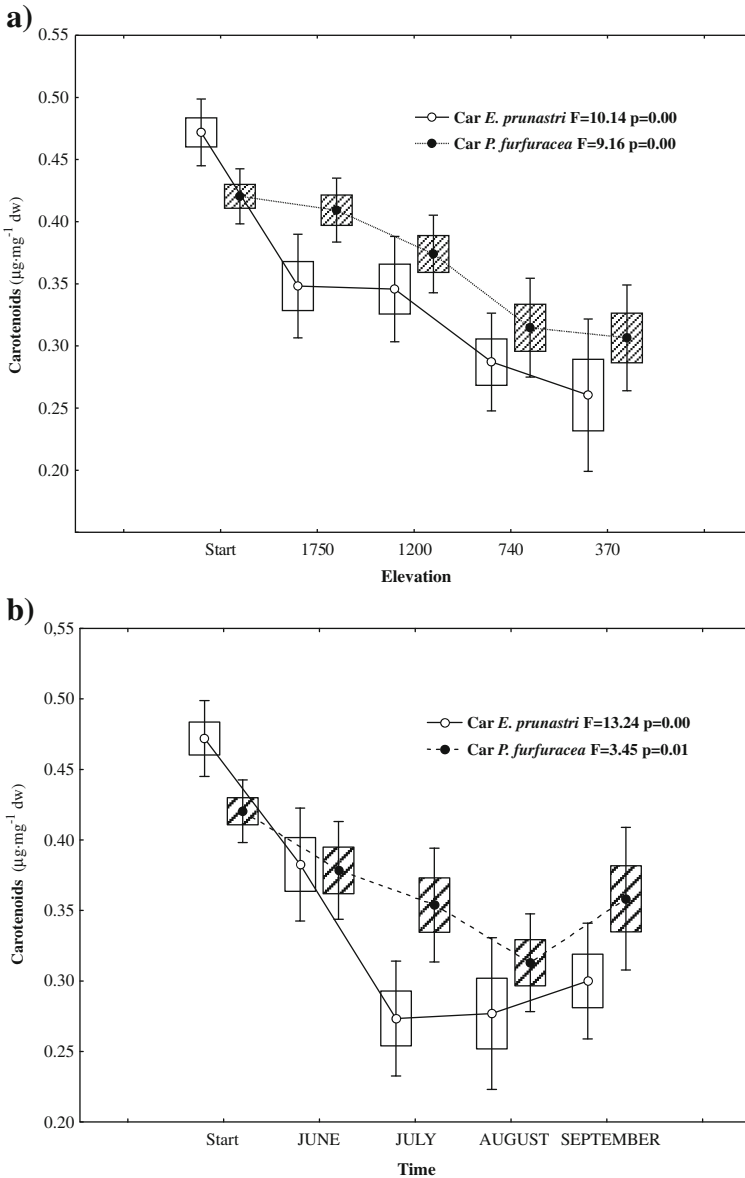 a)
0.55
0.50
0.45
0.40
0.35
0.30
0.25
0.20
Carotenoids (µg·mg⁻¹ dw)
Car E. prunastri F=10.14 p=0.00
Car P. furfuracea F=9.16 p=0.00
Start 1750 1200 740 370
Elevation
b)
0.55
0.50
0.45
0.40
0.35
0.30
0.25
0.20
Carotenoids (µg·mg⁻¹ dw)
Car E. prunastri F=13.24 p=0.00
Car P. furfuracea F=3.45 p=0.01
Start JUNE JULY AUGUST SEPTEMBER
Time